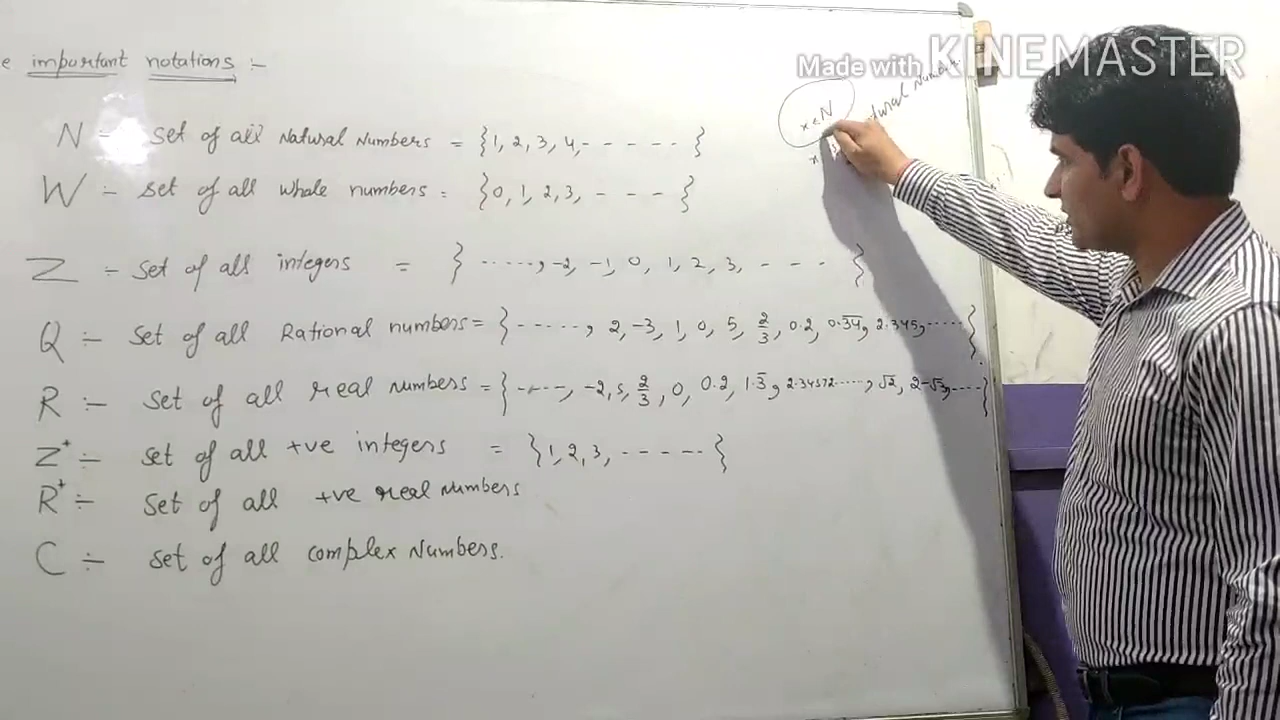 e important notations :-
Made with KINEMASTER
x ∈ N
Natural Number.
N :- Set of all Natural Numbers = {1, 2, 3, 4, - - - - - }
W :- Set of all whole numbers = {0, 1, 2, 3, - - - }
Z :- Set of all integers = } ......, -2, -1, 0, 1, 2, 3, - - - - }
Q :- Set of all Rational numbers = } - ......, 2, -3, 1, 0, 5, 2/3, 0.2, 0.3̅4̅, 2.345, ...... }
R :- Set of all real numbers = } - - - -, -2, 5, 2/3, 0, 0.2, 1.3̅, 2.34572......, √2, 2-√3, ..... }
Z⁺ :- Set of all +ve integers = } 1, 2, 3, - - - - - }
R⁺ :- Set of all +ve real Numbers
C :- Set of all complex Numbers.